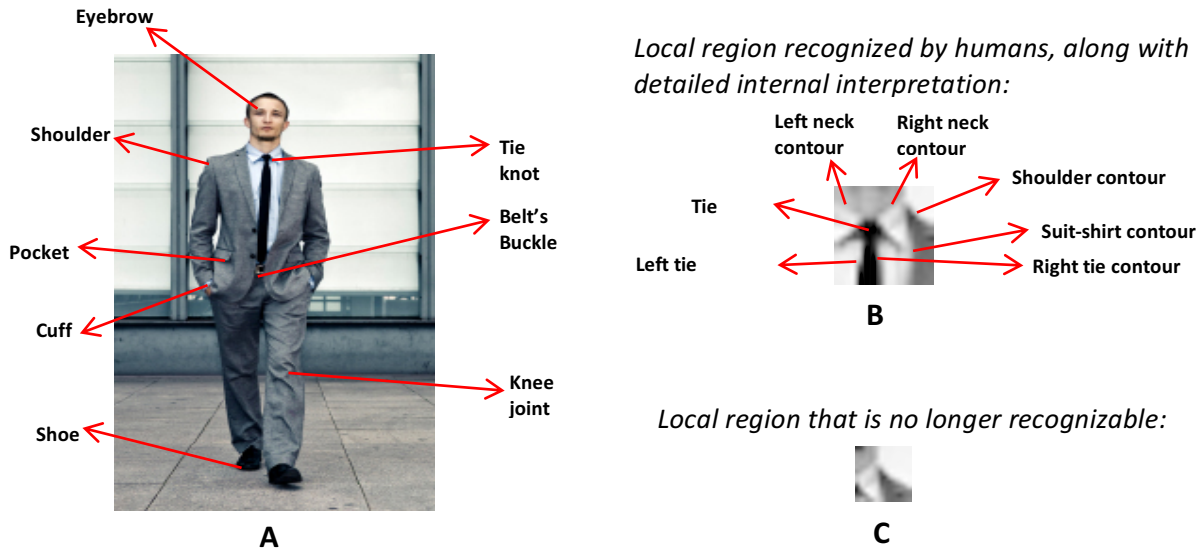 Eyebrow
Shoulder
Pocket
Cuff
Shoe
Tie
knot
Belt's
Buckle
Knee
joint
A
Local region recognized by humans, along with
detailed internal interpretation:
Left neck
contour
Right neck
contour
Shoulder contour
Tie
Suit-shirt contour
Left tie
Right tie contour
B
Local region that is no longer recognizable:
C